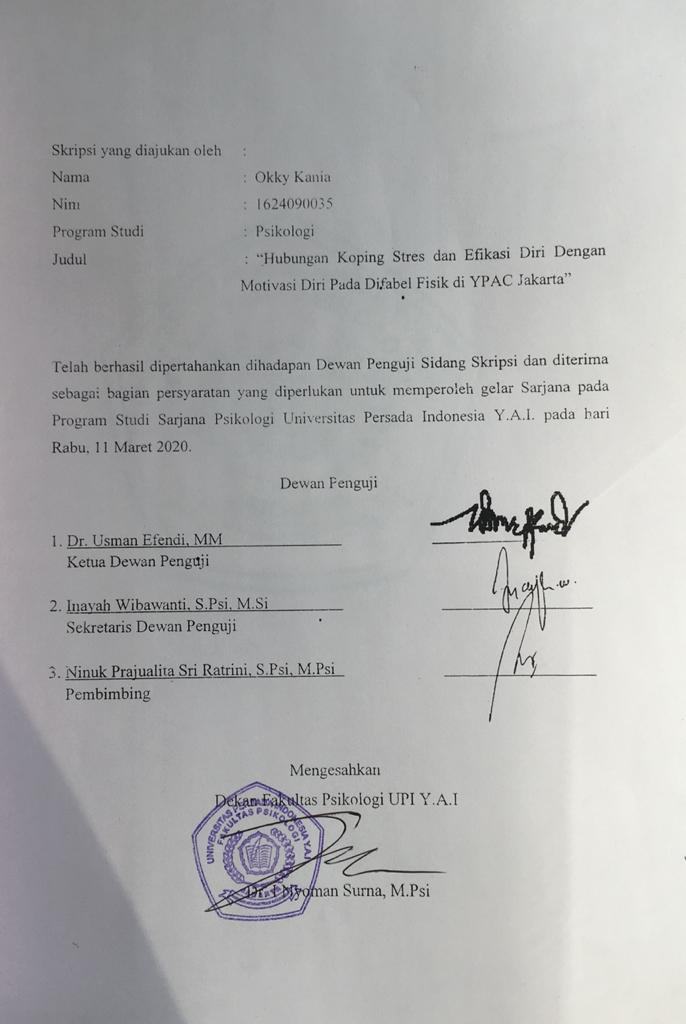 Skripsi yang diajukan oleh :
Nama : Okky Kania
Nim : 1624090035
Program Studi : Psikologi
Judul : “Hubungan Koping Stres dan Efikasi Diri Dengan
Motivasi Diri Pada Difabel Fisik di YPAC Jakarta”
Telah berhasil dipertahankan dihadapan Dewan Penguji Sidang Skripsi dan diterima
sebagai bagian persyaratan yang diperlukan untuk memperoleh gelar Sarjana pada
Program Studi Sarjana Psikologi Universitas Persada Indonesia Y.A.I. pada hari
Rabu, 11 Maret 2020.
Dewan Penguji
1. Dr. Usman Efendi, MM
Ketua Dewan Penguji
2. Inayah Wibawanti, S.Psi, M.Si
Sekretaris Dewan Penguji
3. Ninuk Prajualita Sri Ratrini, S.Psi, M.Psi
Pembimbing
Mengesahkan
Dekan Fakultas Psikologi UPI Y.A.I
UNIVERSITAS PERSADA INDONESIA Y.A.I
FAKULTAS PSIKOLOGI
Dr. I Nyoman Surna, M.Psi